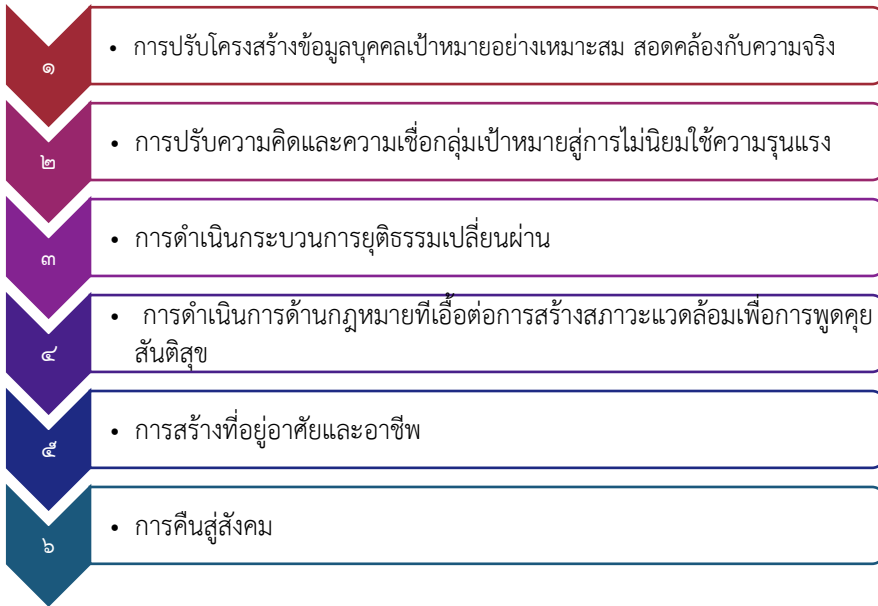 ๑
• การปรับโครงสร้างข้อมูลบุคคลเป้าหมายอย่างเหมาะสม สอดคล้องกับความจริง
๒
• การปรับความคิดและความเชื่อกลุ่มเป้าหมายสู่การไม่นิยมใช้ความรุนแรง
๓
• การดำเนินกระบวนการยุติธรรมเปลี่ยนผ่าน
๔
• การดำเนินการด้านกฎหมายทีเอื้อต่อการสร้างสภาวะแวดล้อมเพื่อการพูดคุย
สันติสุข
๕
• การสร้างที่อยู่อาศัยและอาชีพ
๖
• การคืนสู่สังคม